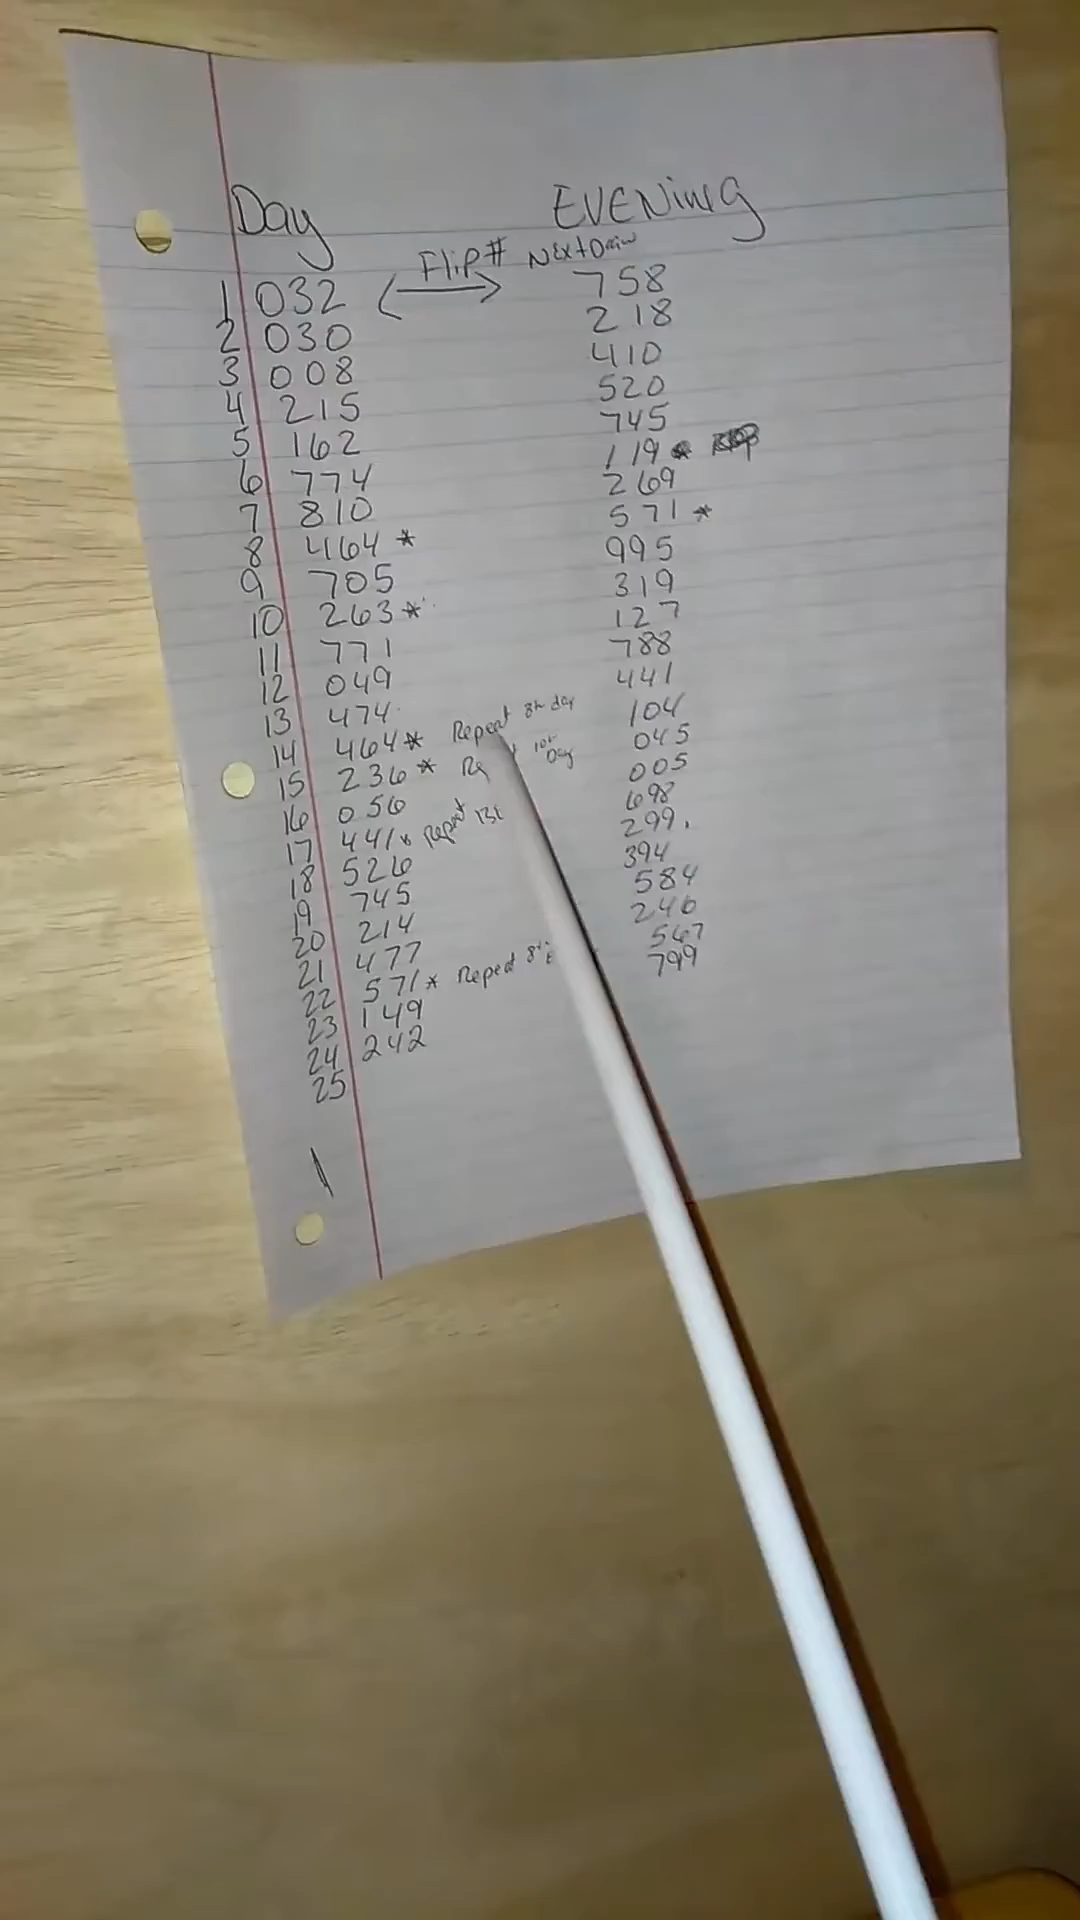 Day EVENING
Flip # Next Draw
1 032 758
2 030 218
3 008 410
4 215 520
5 162 745
6 774 119 *
7 810 269
8 464 * 571 *
9 705 995
10 263 * 319
11 771 127
12 049 788
13 474 441
14 464 * Repeat 8th day 104
15 236 * 10th Day 045
16 056 005
17 441 * Repeat 698
18 526 299
19 745 394
20 214 584
21 477 246
22 571 * Repeat 567
23 149 799
24 242
25